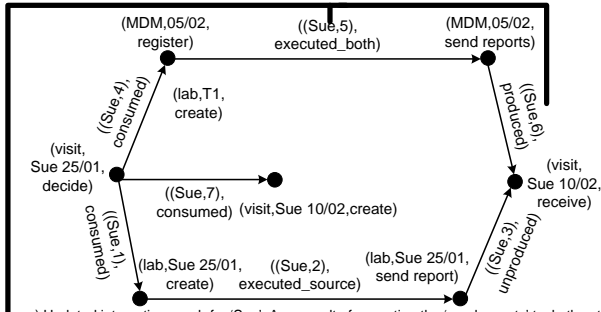 (MDM,05/02,
register)
((Sue,5),
executed_both)
(MDM,05/02,
send reports)
((Sue,4),
consumed)
(lab,T1,
create)
((Sue,6),
produced)
(visit,
Sue 25/01,
decide)
((Sue,7),
consumed)
(visit,Sue 10/02,create)
(visit,
Sue 10/02,
receive)
((Sue,1),
consumed)
(lab,Sue 25/01,
create)
((Sue,2),
executed_source)
(lab,Sue 25/01,
send report)
((Sue,3),
unproduced)